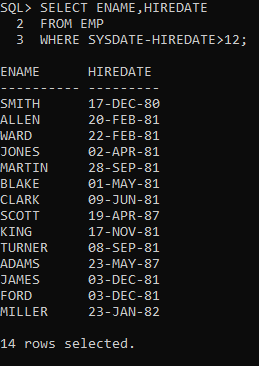 SQL> SELECT ENAME,HIREDATE
  2  FROM EMP
  3  WHERE SYSDATE-HIREDATE>12;

ENAME      HIREDATE
---------- ---------
SMITH      17-DEC-80
ALLEN      20-FEB-81
WARD       22-FEB-81
JONES      02-APR-81
MARTIN     28-SEP-81
BLAKE      01-MAY-81
CLARK      09-JUN-81
SCOTT      19-APR-87
KING       17-NOV-81
TURNER     08-SEP-81
ADAMS      23-MAY-87
JAMES      03-DEC-81
FORD       03-DEC-81
MILLER     23-JAN-82

14 rows selected.